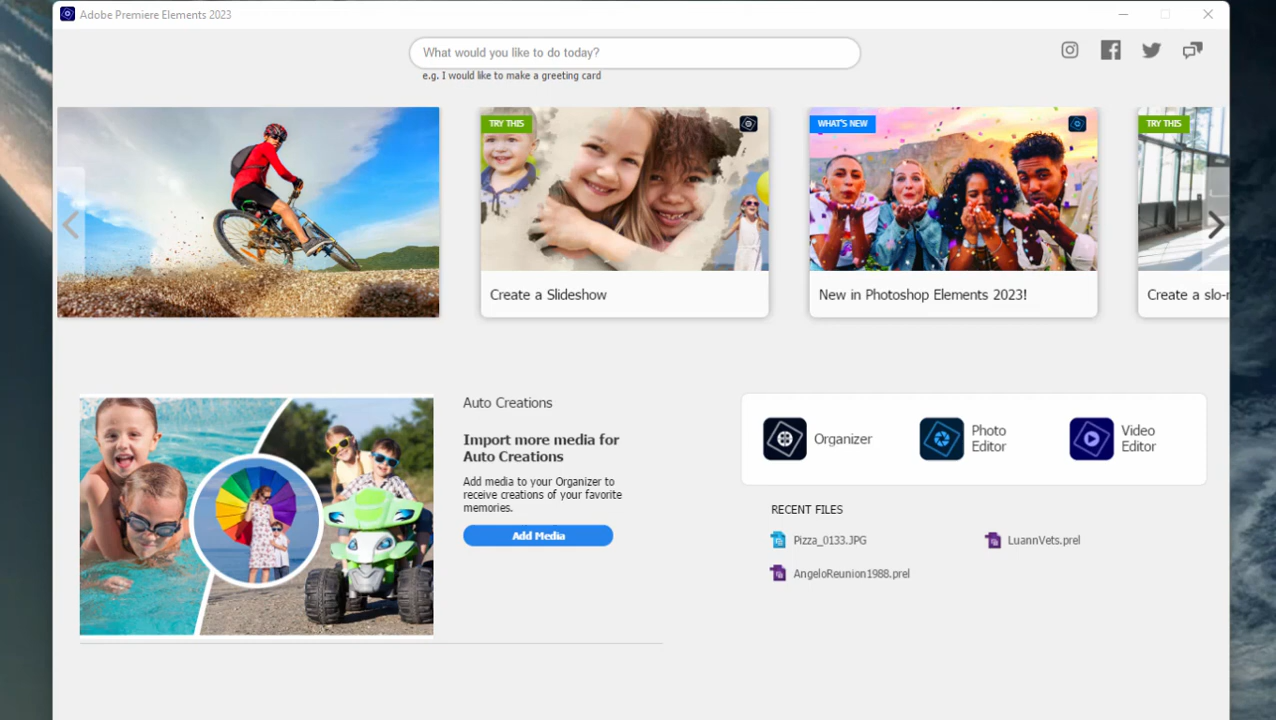 Adobe Premiere Elements 2023
What would you like to do today?
e.g. I would like to make a greeting card
TRY THIS
Create a Slideshow
WHAT'S NEW
New in Photoshop Elements 2023!
TRY THIS
Create a slo-
Auto Creations
Import more media for
Auto Creations
Add media to your Organizer to
receive creations of your favorite
memories.
Add Media
Organizer
Photo
Editor
Video
Editor
RECENT FILES
Pizza_0133.JPG
LuannVets.prel
AngeloReunion1988.prel